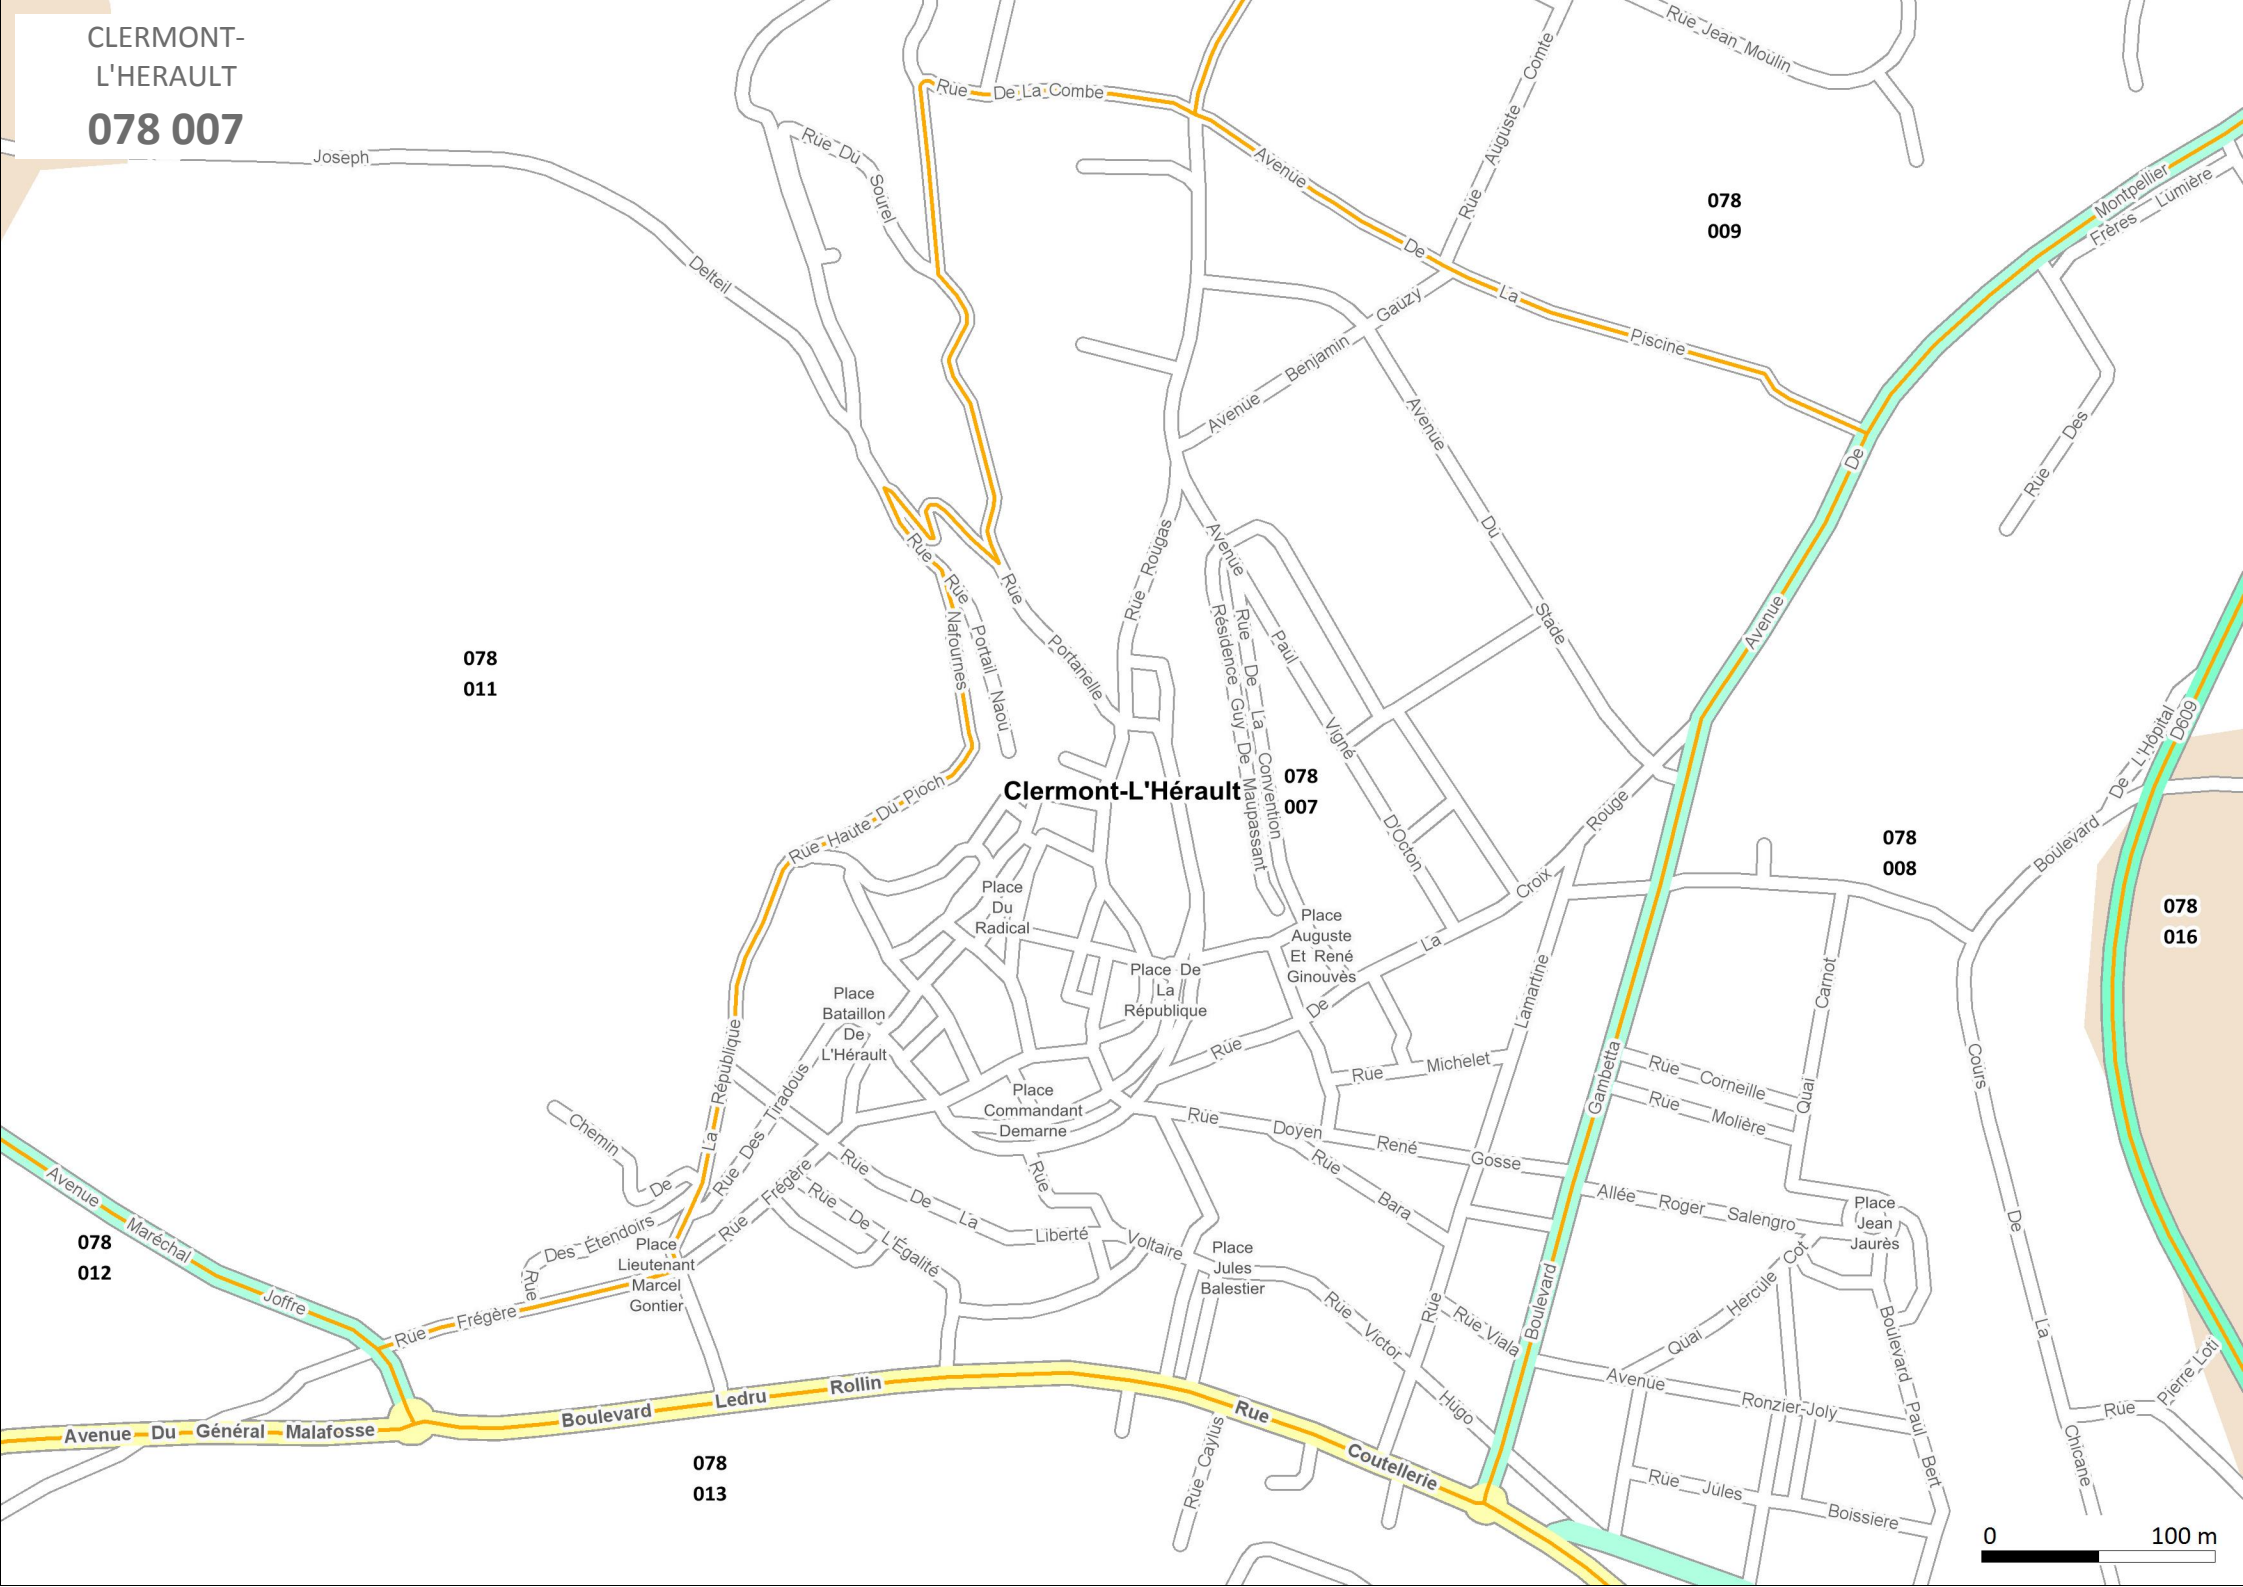 CLERMONT-
L'HERAULT
078 007
Joseph
Delteil
Rue Du
Sourel
Rue De La Combe
Avenue De La Piscine
Rue Auguste Comte
Rue Jean Moulin
078
009
Montpellier
Frères Lumière
Rue Des
Avenue De
Avenue Benjamin Gauzy
Avenue Du Stade
Rue Rougas
Avenue Paul Vigné D'Octon
Rue De La Convention
Résidence Guy De Maupassant
Rue
Rue Portail Naou
Nafournes
Rue Portanelle
078
011
Clermont-L'Hérault
078
007
Rue Haute Du Pioch
Rue De La Croix Rouge
078
008
Boulevard De L'Hôpital
D609
078
016
Place
Du
Radical
Place
Auguste
Et René
Ginouvès
Place De
La
République
Place
Bataillon
De
L'Hérault
Place
Commandant
Demarne
La République
Rue Des Tiradous
Chemin De
Rue Des Étendoirs
Rue Lamartine
Rue Michelet
Boulevard Gambetta
Quai Carnot
Rue Corneille
Rue Molière
Cours De La Chicane
Rue Doyen René Gosse
Rue Bara
Allée Roger Salengro
Place
Jean
Jaurès
Quai Hercule Cot
Boulevard Paul Bert
Avenue Maréchal Joffre
078
012
Place
Lieutenant
Marcel
Gontier
Rue Frégère
Rue Frégère
Rue De La Liberté
Rue De L'Égalité
Rue Voltaire
Place
Jules
Balestier
Rue Victor Hugo
Rue Viala
Avenue Ronzier-Joly
Rue Jules Boissiere
Rue Pierre Loti
Avenue Du Général Malafosse
Boulevard Ledru Rollin
Rue Coutellerie
Rue Caylus
078
013
0 100 m